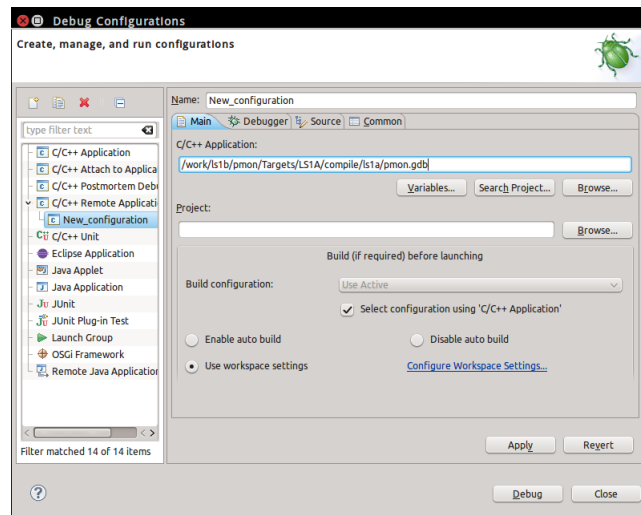 Debug Configurations
Create, manage, and run configurations
Name: New_configuration
type filter text
Main
Debugger
Source
Common
C/C++ Application
C/C++ Attach to Applica
C/C++ Postmortem Deb
C/C++ Remote Applicati
New_configuration
C/C++ Unit
Eclipse Application
Java Applet
Java Application
JUnit
JUnit Plug-in Test
Launch Group
OSGi Framework
Remote Java Application
Filter matched 14 of 14 items
C/C++ Application:
/work/ls1b/pmon/Targets/LS1A/compile/ls1a/pmon.gdb
Variables... Search Project... Browse...
Project:
Browse...
Build (if required) before launching
Build configuration: Use Active
Select configuration using 'C/C++ Application'
Enable auto build Disable auto build
Use workspace settings Configure Workspace Settings...
Apply Revert
Debug Close